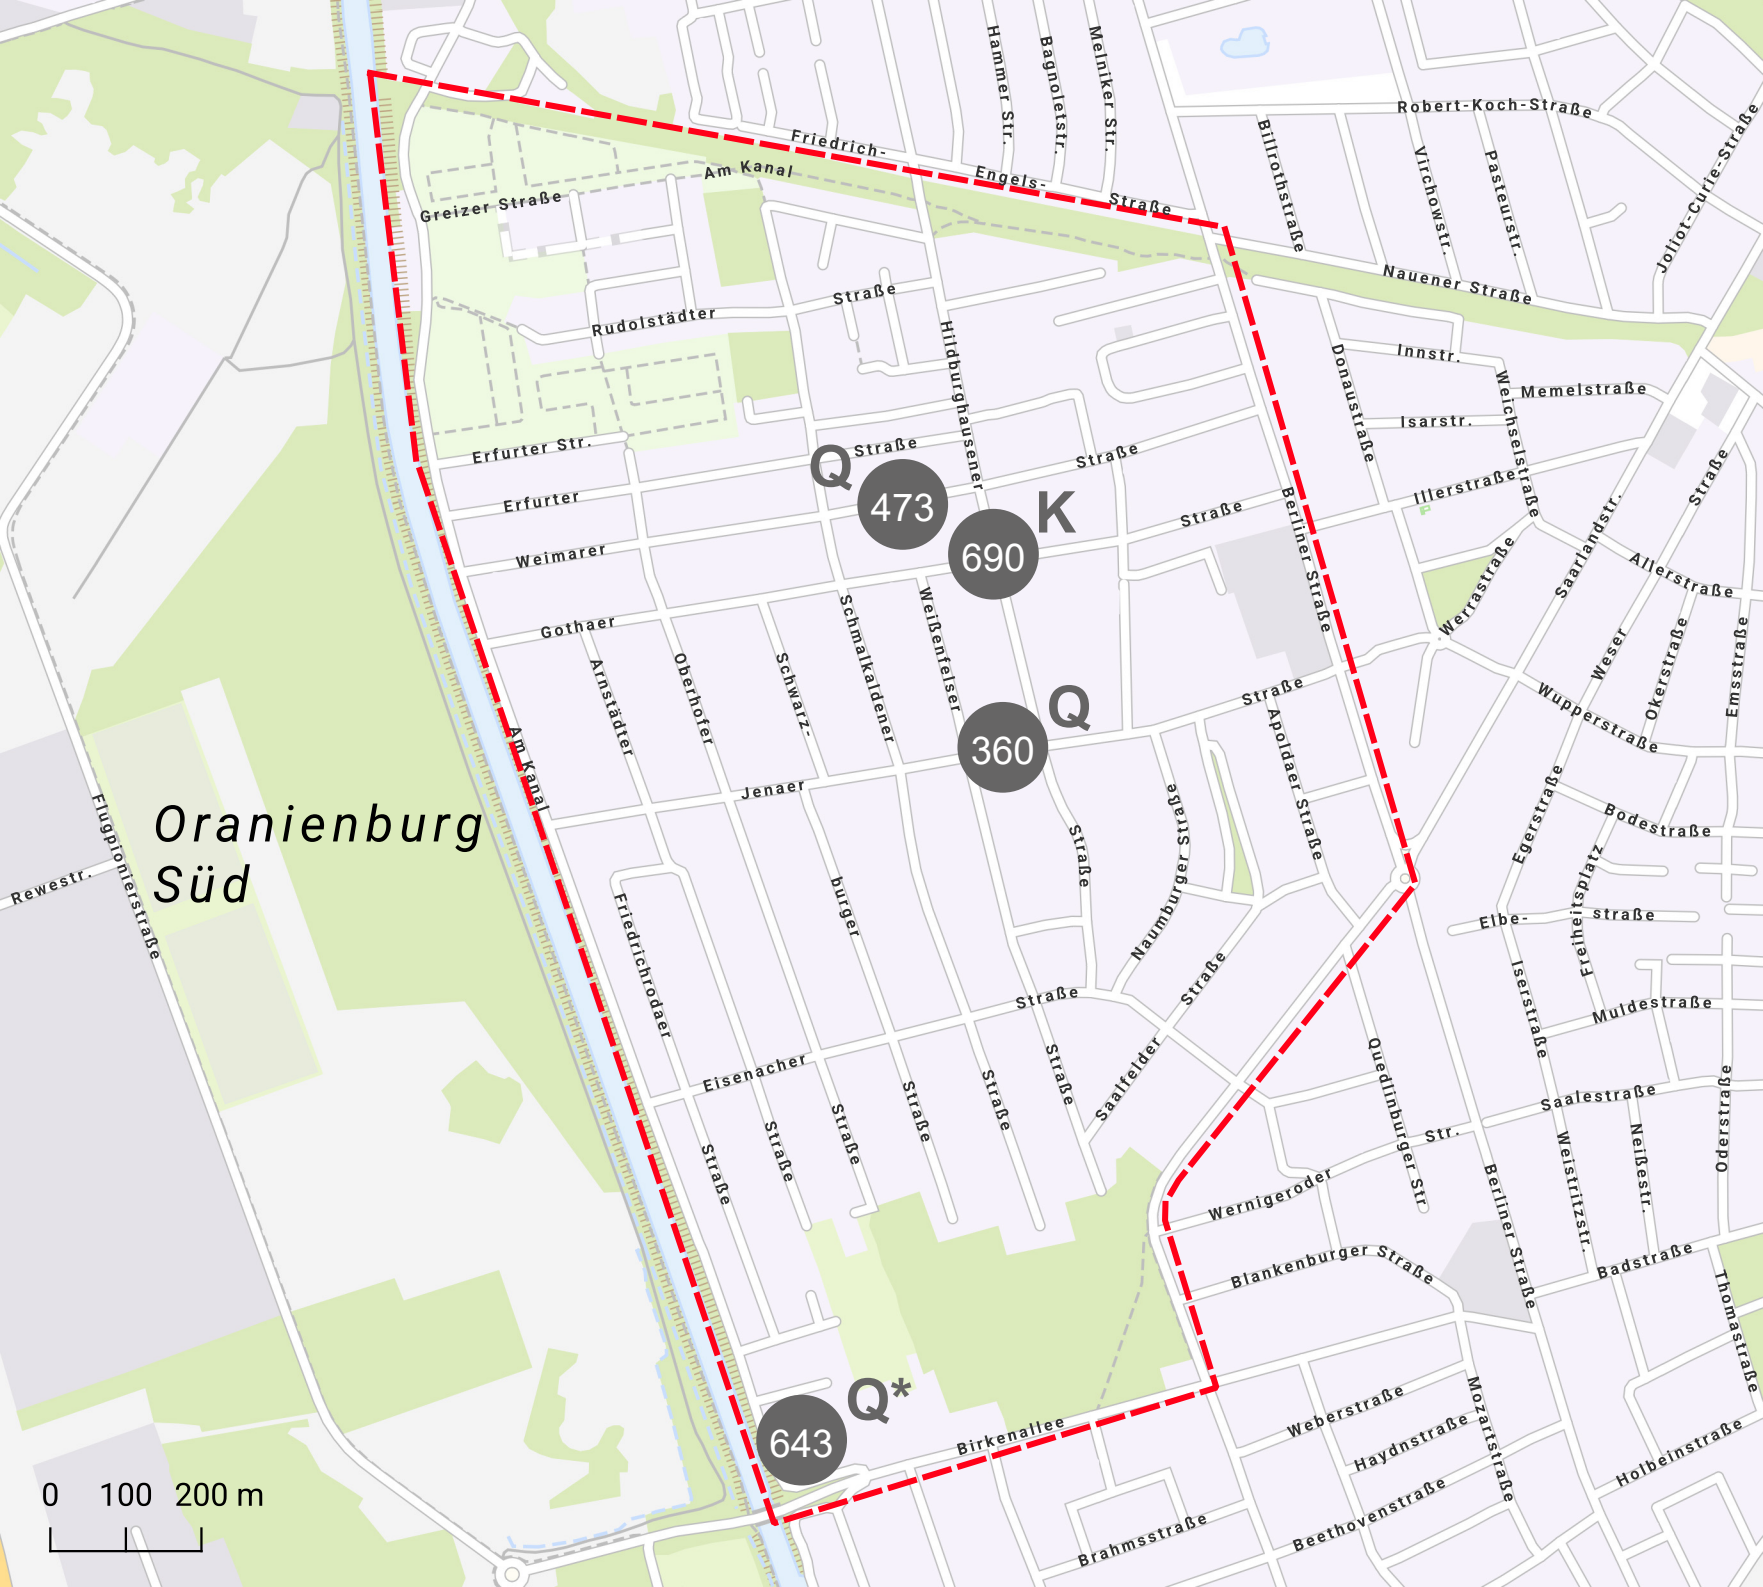 Hammer Str.
Bagnoletstr.
Melniker Str.
Robert-Koch-Straße
Friedrich-
Engels-
Straße
Am Kanal
Greizer Straße
Billrothstraße
Virchowstr.
Pasteurstr.
Joliot-Curie-Straße
Nauener Straße
Rudolstädter
Straße
Hildburghausener
Donaustraße
Innstr.
Weichselstraße
Memelstraße
Isarstr.
Erfurter Str.
Erfurter
Straße
Weimarer
Straße
Gothaer
Straße
Q
473
K
690
Berliner Straße
Illerstraße
Saarlandstr.
Weser
Straße
Werrastraße
Allerstraße
Okerstraße
Emsstraße
Wupperstraße
Arnstädter
Oberhofer
Schwarz-
Schmalkaldener
Weißenfelser
Q
360
Straße
Apoldaer Straße
Am Kanal
Jenaer
Oranienburg
Süd
Flugpionierstraße
Rewestr.
Friedrichrodaer
burger
Straße
Naumburger Straße
Egerstraße
Bodestraße
Freiheitsplatz
Elbe-
straße
Iserstraße
Muldestraße
Eisenacher
Straße
Saalfelder
Straße
Quedlinburger Str
Straße
Straße
Straße
Straße
Straße
Straße
Saalestraße
Oderstraße
Wernigeroder
Str.
Weistritzstr.
Neißestr.
Berliner Straße
Blankenburger Straße
Badstraße
Thomastraße
Q*
643
Birkenallee
Weberstraße
Haydnstraße
Mozartstraße
Beethovenstraße
Holbeinstraße
Brahmsstraße
0 100 200 m